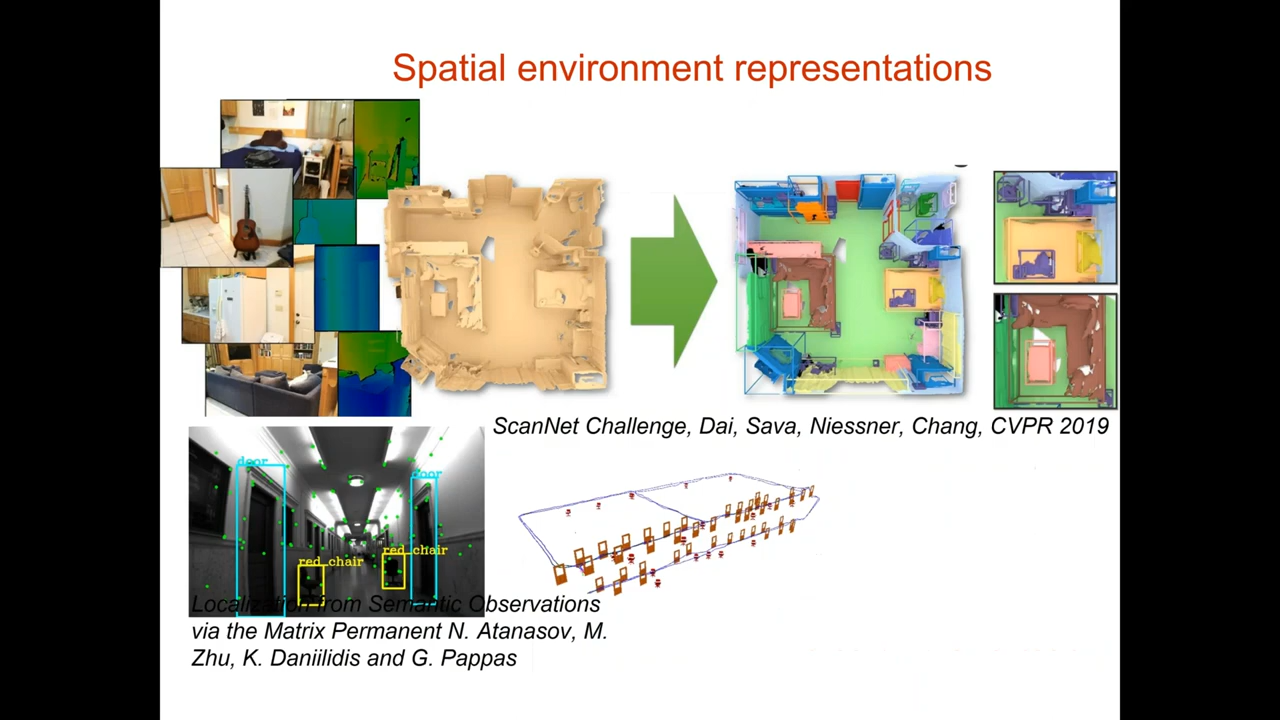 Spatial environment representations
ScanNet Challenge, Dai, Sava, Niessner, Chang, CVPR 2019
door
door
red_chair
red_chair
Localization from Semantic Observations
via the Matrix Permanent N. Atanasov, M.
Zhu, K. Daniilidis and G. Pappas